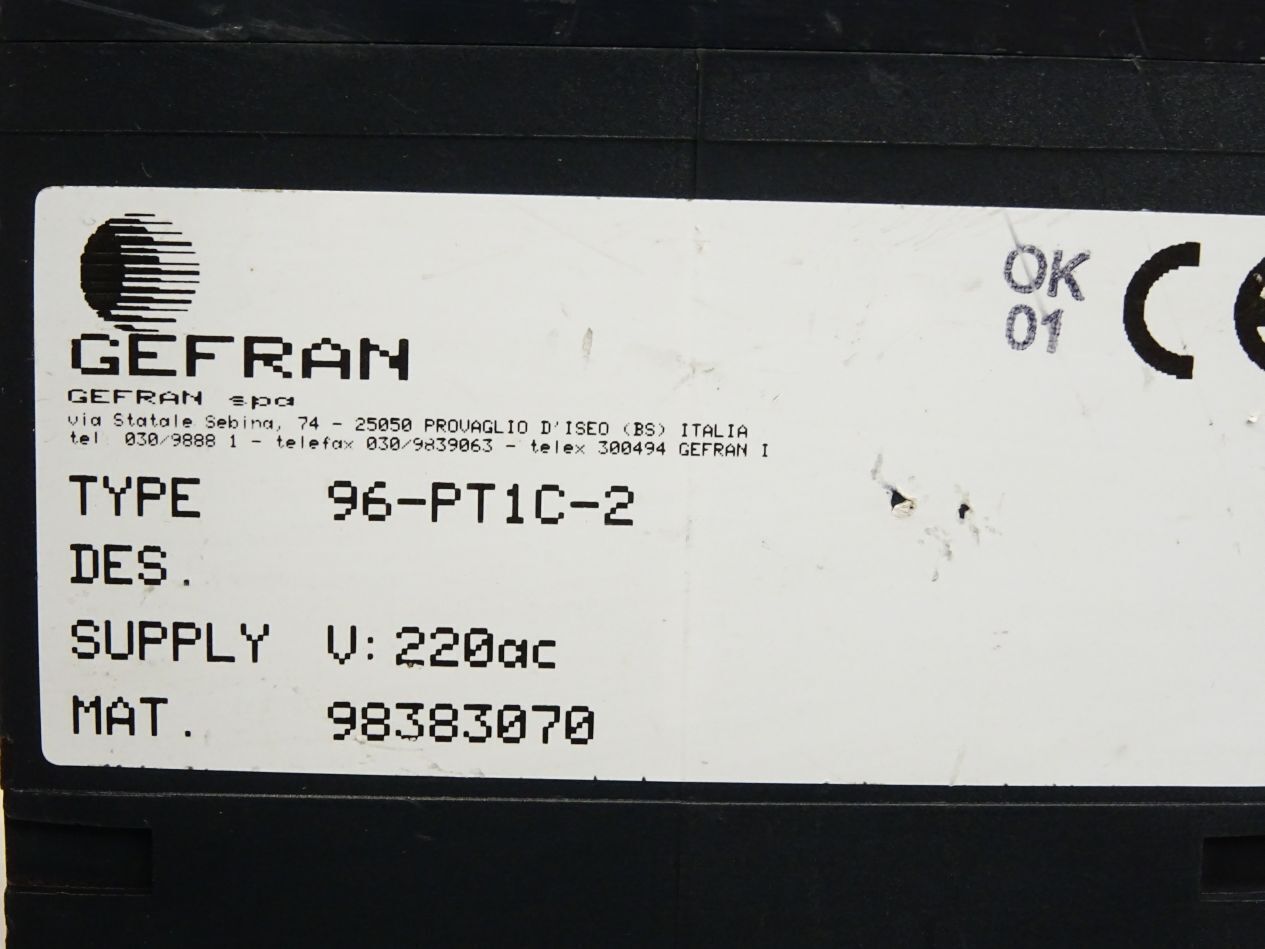 GEFRAN
GEFRAN spa
via Statale Sebina, 74 - 25050 PROVAGLIO D'ISEO (BS) ITALIA
tel 030/9888 1 - telefax 030/9839063 - telex 300494 GEFRAN I
OK
01
CE
TYPE 96-PT1C-2
DES.
SUPPLY V: 220ac
MAT. 98383070